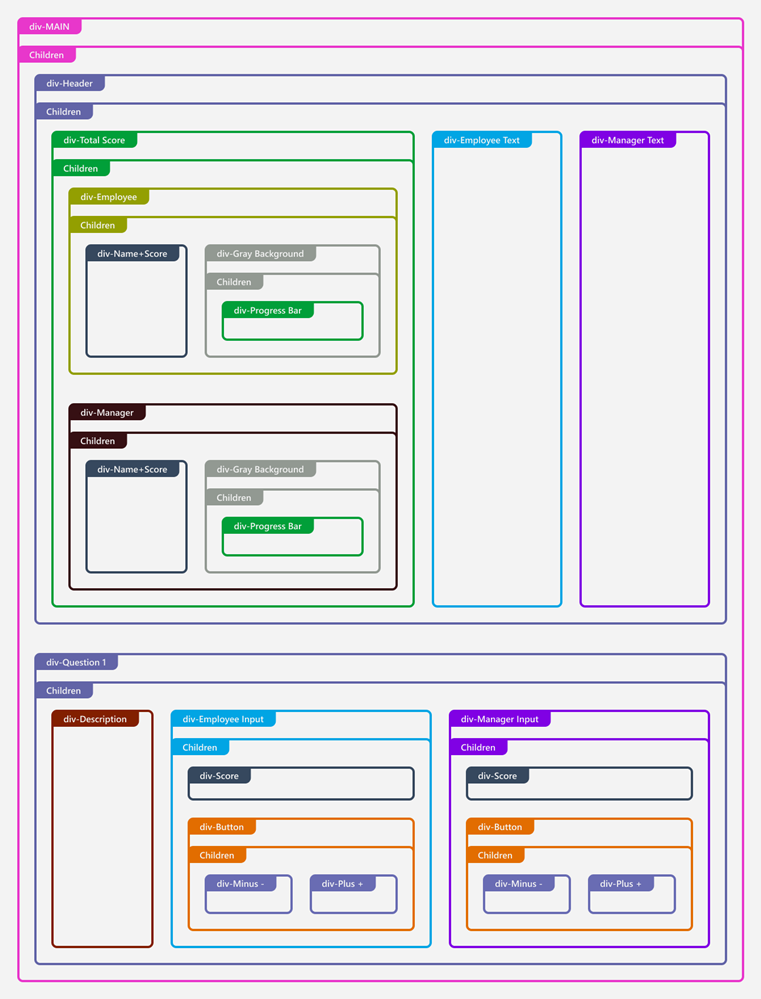 div-MAIN
Children
div-Header
Children
div-Total Score
div-Employee Text
div-Manager Text
Children
div-Employee
Children
div-Name+Score
div-Gray Background
Children
div-Progress Bar
div-Manager
Children
div-Name+Score
div-Gray Background
Children
div-Progress Bar
div-Question 1
Children
div-Description
div-Employee Input
div-Manager Input
Children
Children
div-Score
div-Score
div-Button
div-Button
Children
Children
div-Minus -
div-Plus +
div-Minus -
div-Plus +